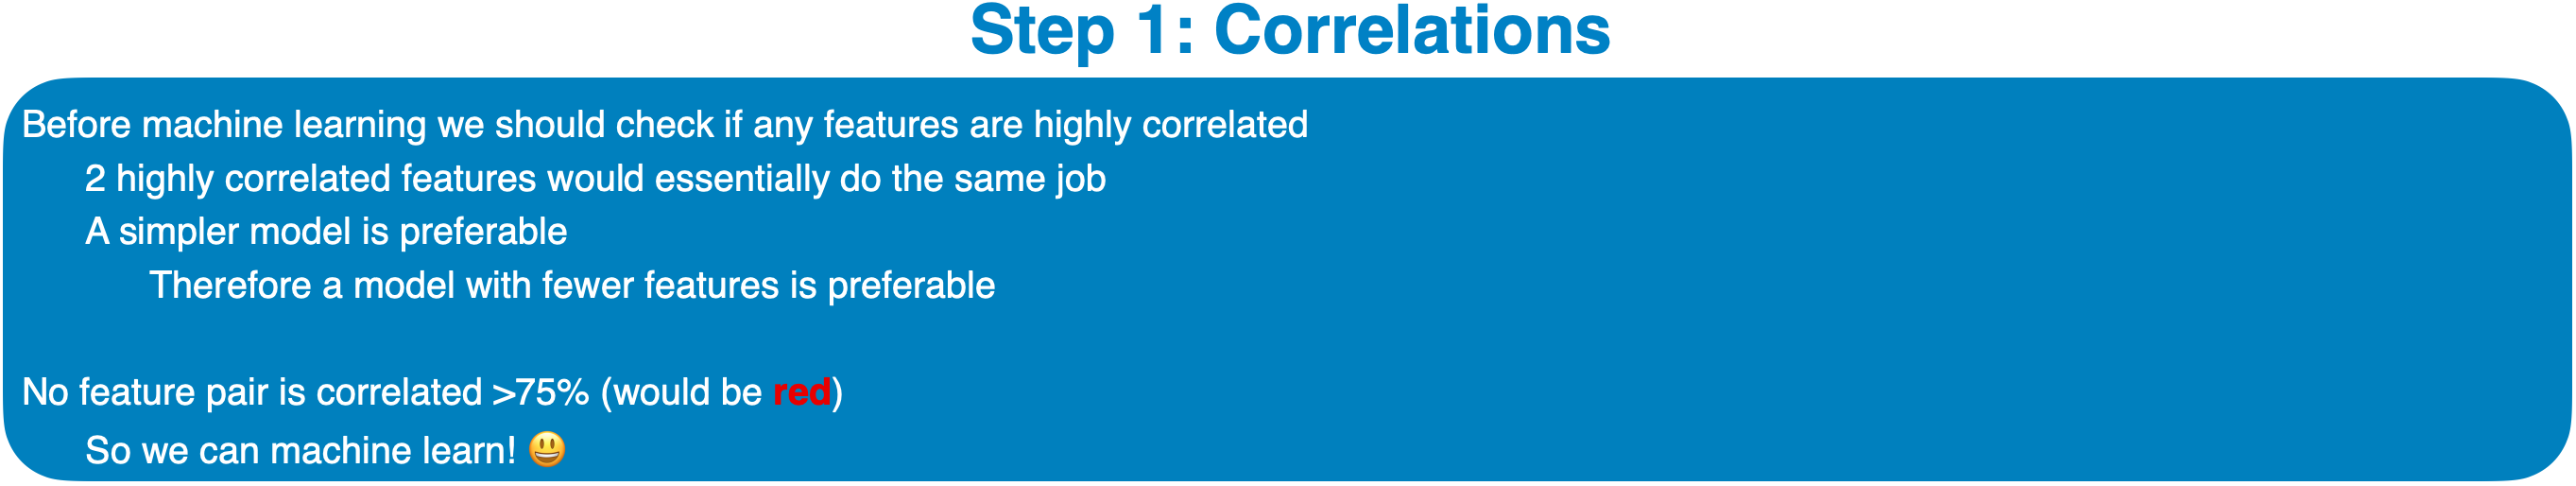 Step 1: Correlations
Before machine learning we should check if any features are highly correlated
2 highly correlated features would essentially do the same job
A simpler model is preferable
Therefore a model with fewer features is preferable
No feature pair is correlated >75% (would be red)
So we can machine learn! 😃